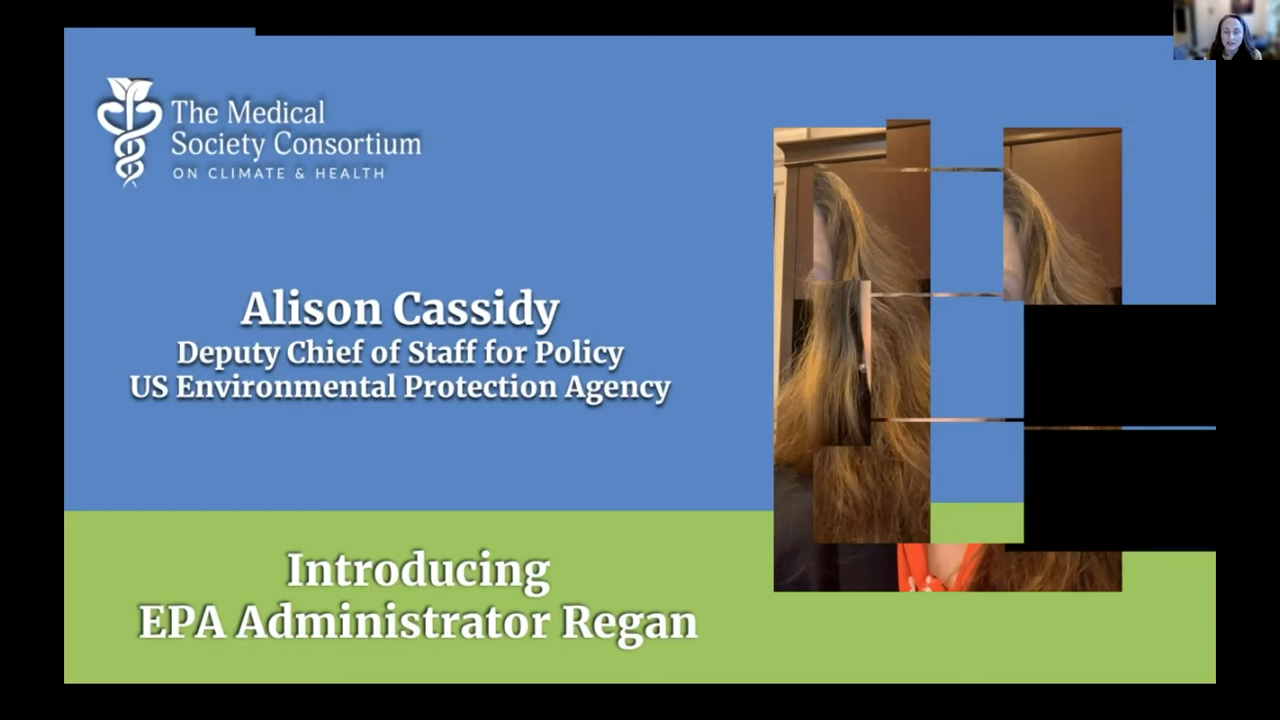 The Medical
Society Consortium
ON CLIMATE & HEALTH
Alison Cassidy
Deputy Chief of Staff for Policy
US Environmental Protection Agency
Introducing
EPA Administrator Regan